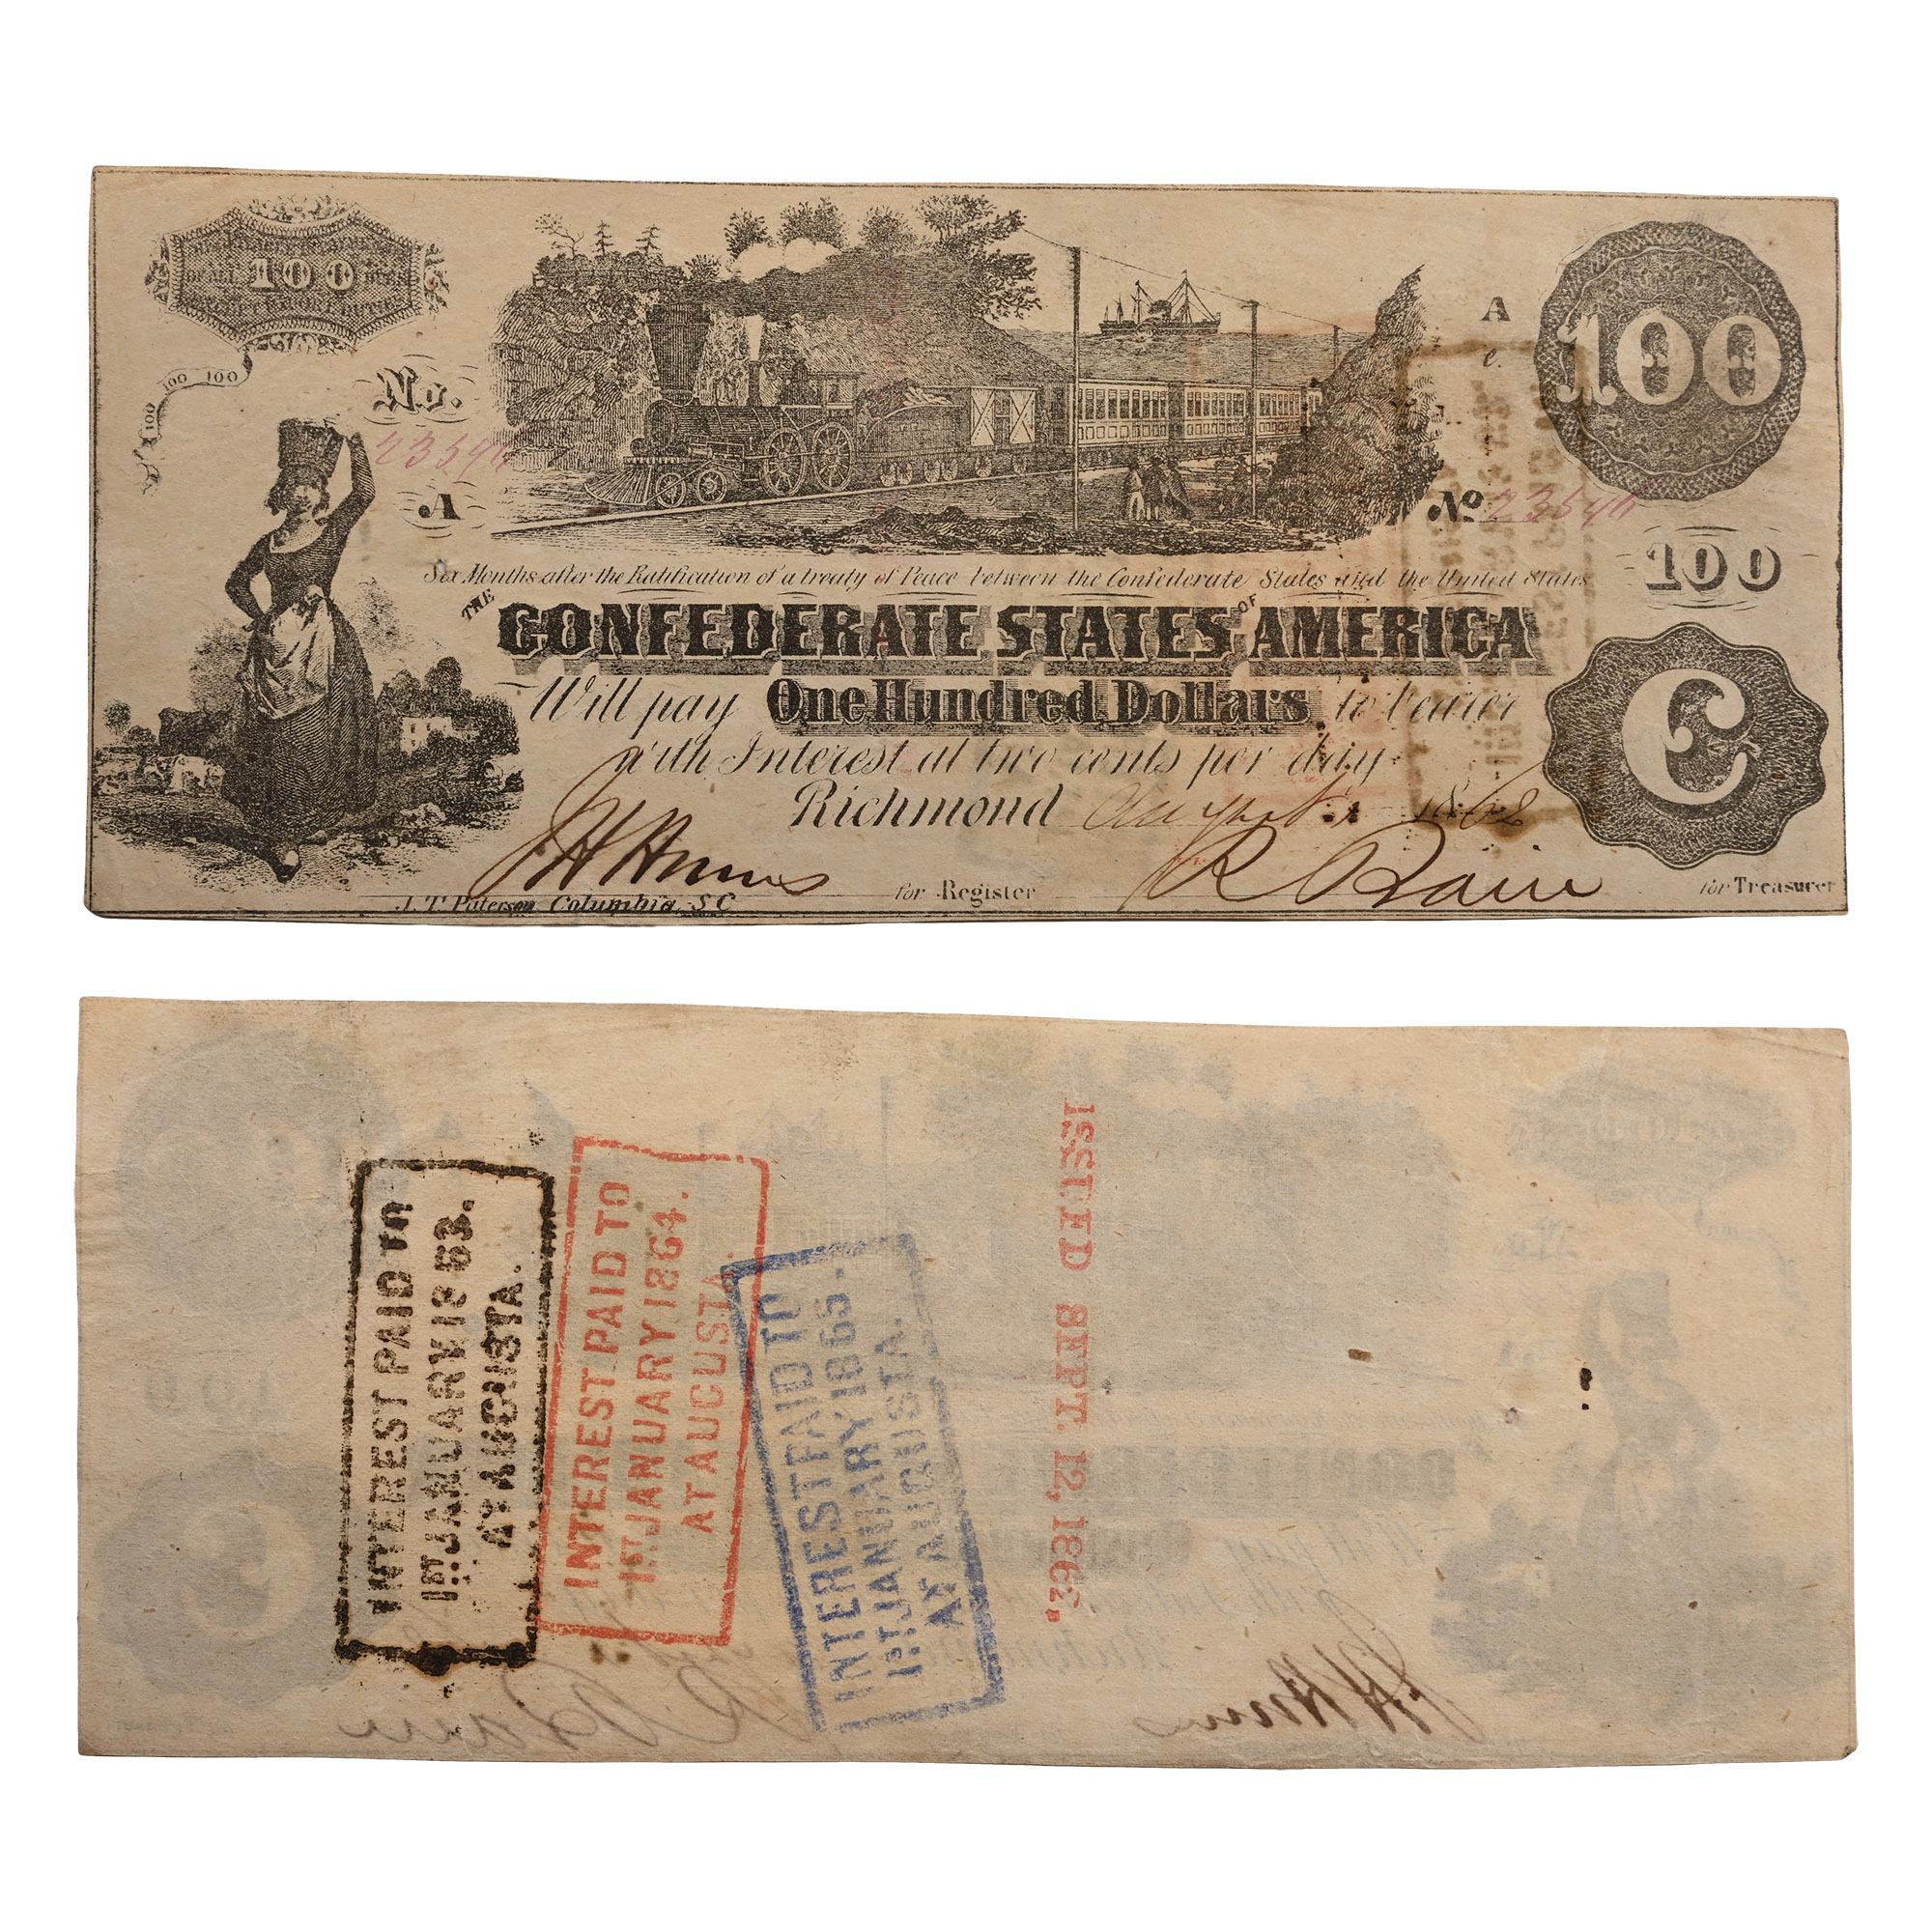 100
100 100
100
No.
23546
A
A
e.
100
No 23546
100
Six Months after the Ratification of a treaty of Peace between the Confederate States and the United States
THE CONFEDERATE STATES OF AMERICA
Will pay One Hundred Dollars to bearer
with Interest at two cents per day.
Richmond August 1 1862
C
for Register
for Treasurer
J.T. Paterson, Columbia, S.C.
INTEREST PAID TO
1ST JANUARY 1863.
AT AUGUSTA.
INTEREST PAID TO
1ST JANUARY 1864.
AT AUGUSTA.
INTEREST PAID TO
1ST JANUARY 1865.
AT AUGUSTA.
ISSUED SEPT. 12, 1862.